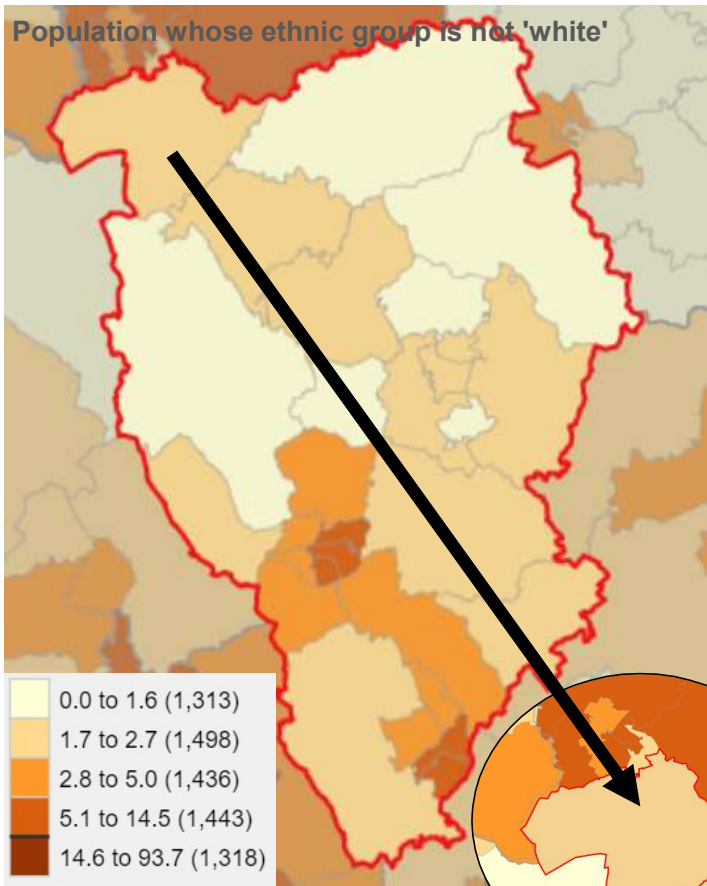 Population whose ethnic group is not 'white'
0.0 to 1.6 (1,313)
1.7 to 2.7 (1,498)
2.8 to 5.0 (1,436)
5.1 to 14.5 (1,443)
14.6 to 93.7 (1,318)